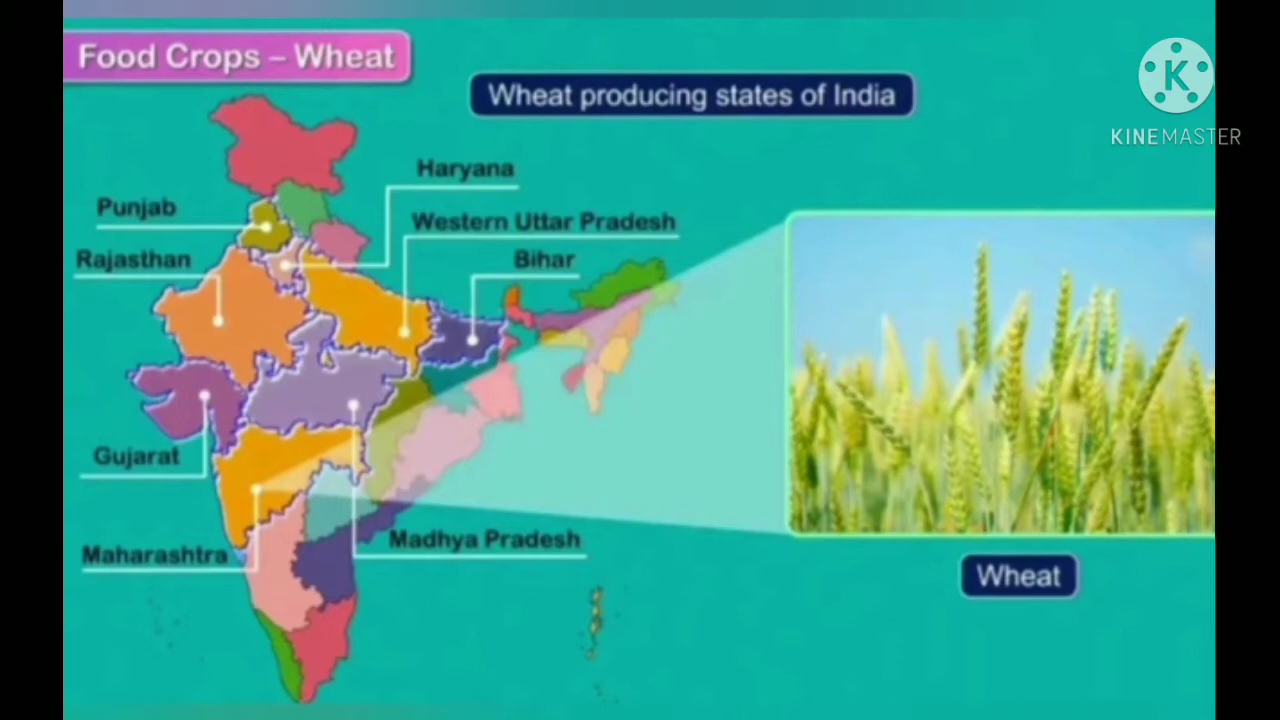 Food Crops – Wheat
Wheat producing states of India
K
KINEMASTER
Haryana
Punjab
Western Uttar Pradesh
Rajasthan
Bihar
Gujarat
Maharashtra
Madhya Pradesh
Wheat